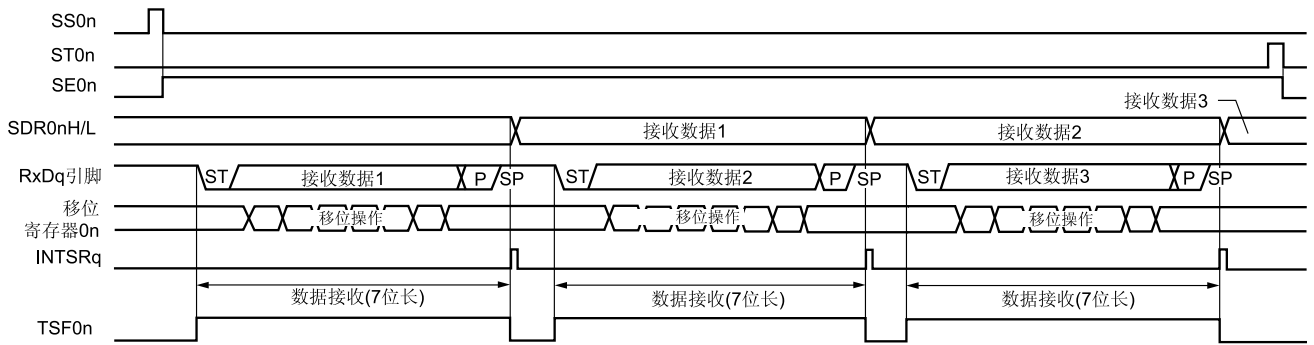 SS0n
ST0n
SE0n
接收数据3
SDR0nH/L
接收数据1
接收数据2
RxDq引脚
ST
接收数据1
P
SP
ST
接收数据2
P
SP
ST
接收数据3
P
SP
移位
寄存器0n
移位操作
移位操作
移位操作
INTSRq
数据接收(7位长)
数据接收(7位长)
数据接收(7位长)
TSF0n